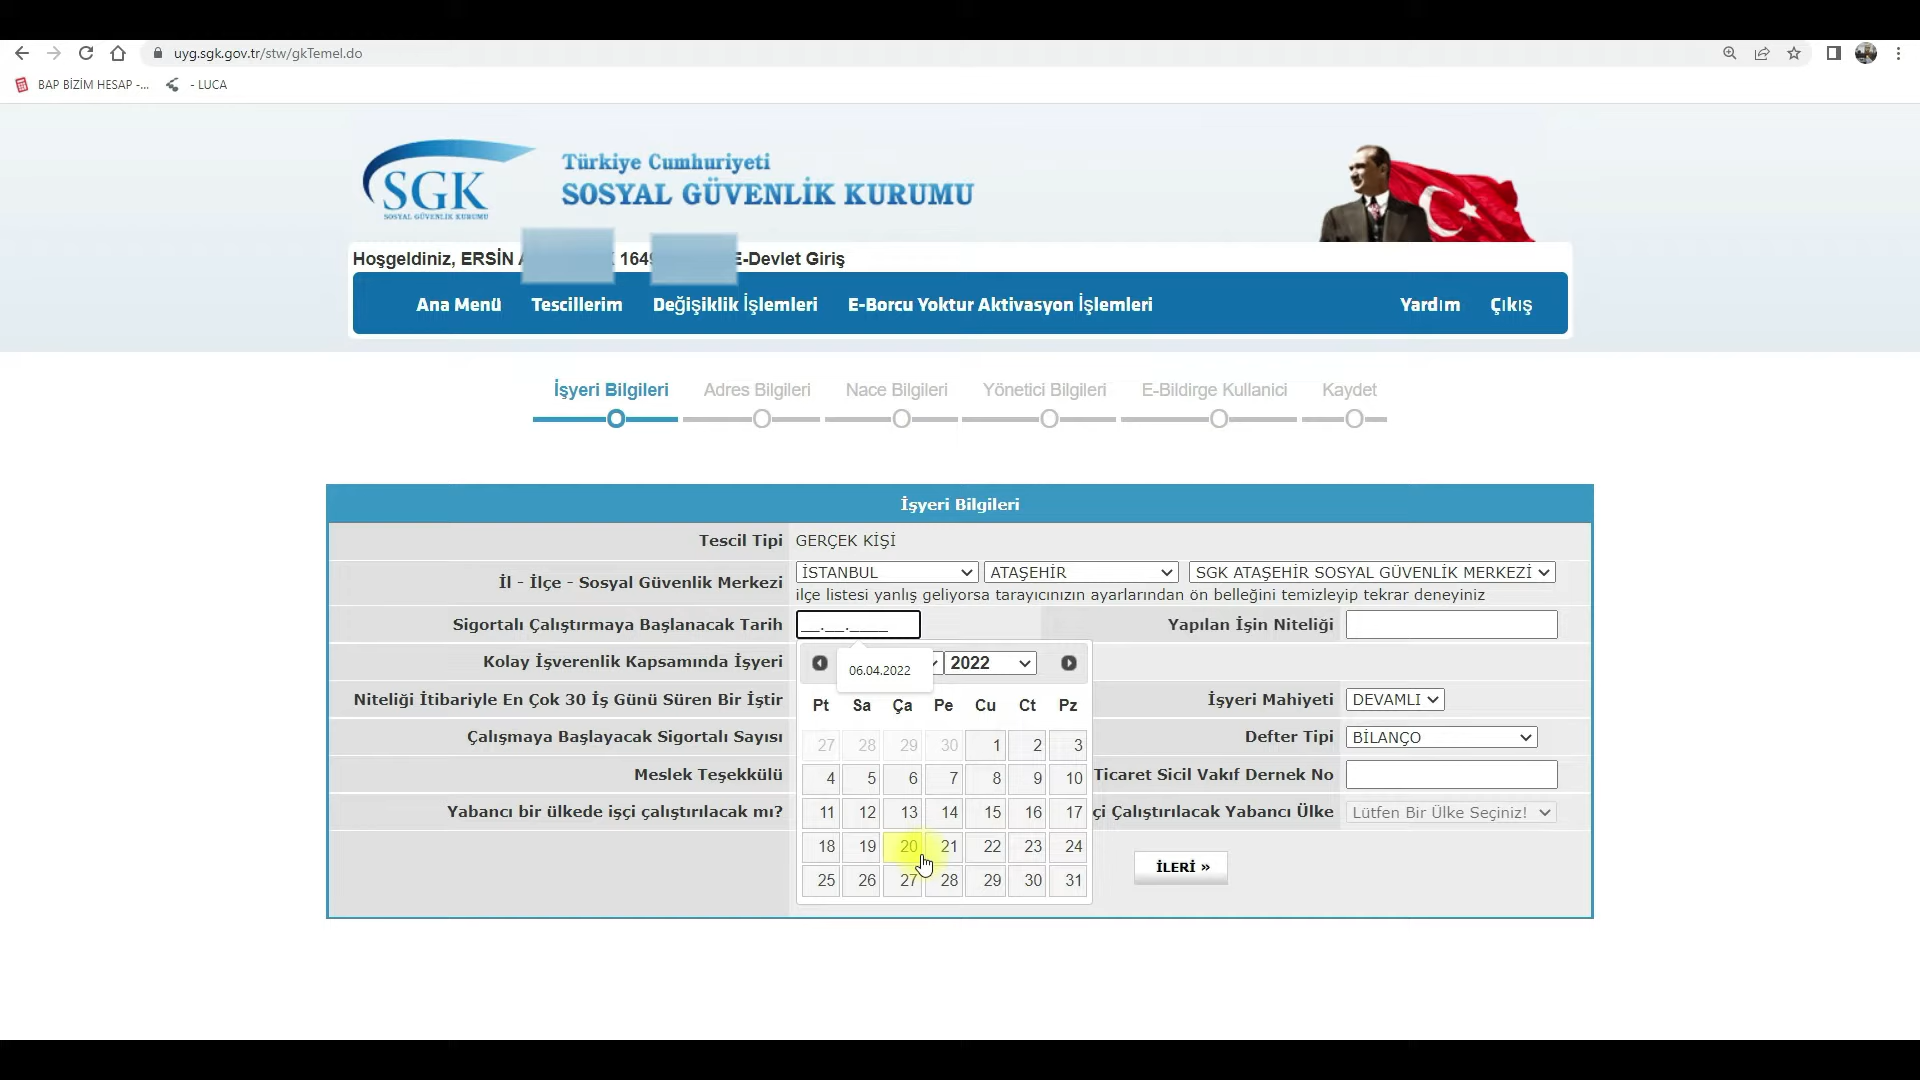 uyg.sgk.gov.tr/stw/gkTemel.do
BAP BİZİM HESAP -... - LUCA
SGK
SOSYAL GÜVENLİK KURUMU
Türkiye Cumhuriyeti
SOSYAL GÜVENLİK KURUMU
Hoşgeldiniz, ERSİN 1649 E-Devlet Giriş
Ana Menü Tescillerim Değişiklik İşlemleri E-Borcu Yoktur Aktivasyon İşlemleri Yardım Çıkış
İşyeri Bilgileri Adres Bilgileri Nace Bilgileri Yönetici Bilgileri E-Bildirge Kullanici Kaydet
İşyeri Bilgileri
Tescil Tipi GERÇEK KİŞİ
İl - İlçe - Sosyal Güvenlik Merkezi İSTANBUL ATAŞEHİR SGK ATAŞEHİR SOSYAL GÜVENLİK MERKEZİ
ilçe listesi yanlış geliyorsa tarayıcınızın ayarlarından ön belleğini temizleyip tekrar deneyiniz
Sigortalı Çalıştırmaya Başlanacak Tarih __.__.____ Yapılan İşin Niteliği
Kolay İşverenlik Kapsamında İşyeri
06.04.2022 2022
Niteliği İtibariyle En Çok 30 İş Günü Süren Bir İştir İşyeri Mahiyeti DEVAMLI
Pt Sa Ça Pe Cu Ct Pz
Çalışmaya Başlayacak Sigortalı Sayısı Defter Tipi BİLANÇO
27 28 29 30 1 2 3
Meslek Teşekkülü Ticaret Sicil Vakıf Dernek No
4 5 6 7 8 9 10
Yabancı bir ülkede işçi çalıştırılacak mı? çi Çalıştırılacak Yabancı Ülke Lütfen Bir Ülke Seçiniz!
11 12 13 14 15 16 17
18 19 20 21 22 23 24
25 26 27 28 29 30 31
İLERİ »